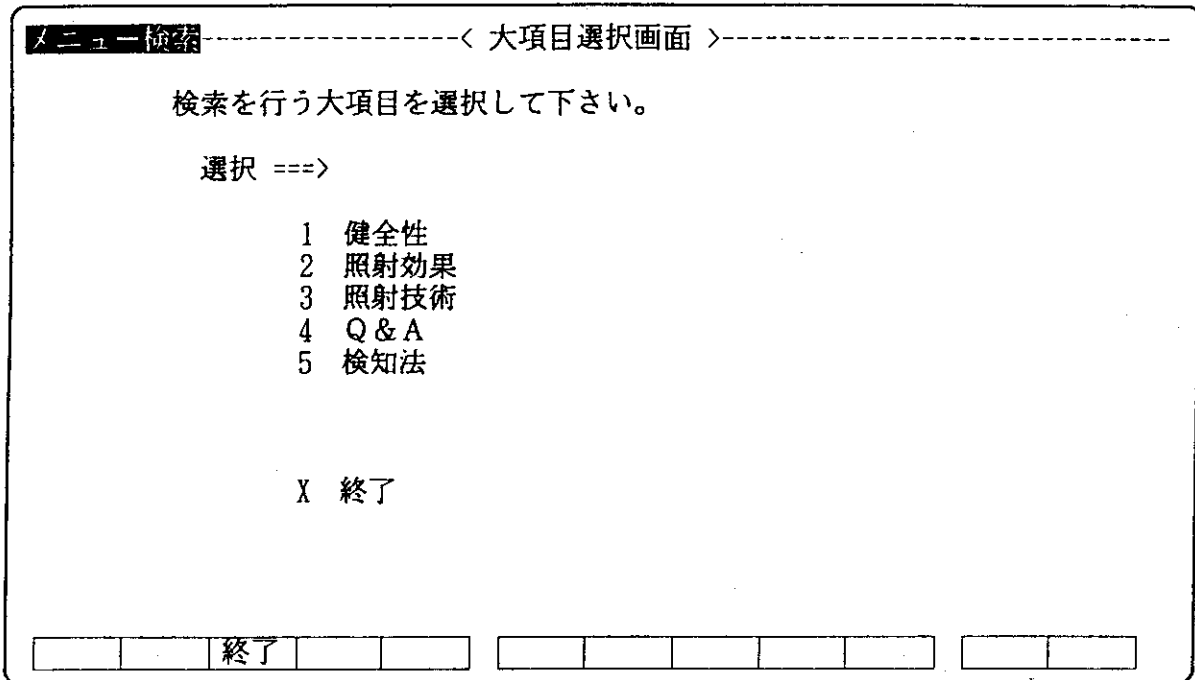 メニュー検索----------------< 大項目選択画面 >----------------------------
検索を行う大項目を選択して下さい。
選択 ===>
1 健全性
2 照射効果
3 照射技術
4 Q&A
5 検知法
X 終了
終了